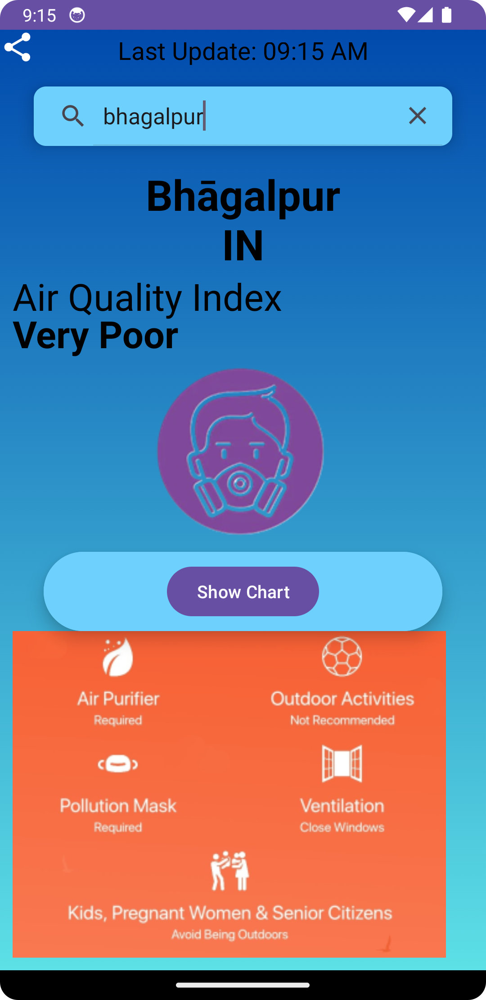 9:15
Last Update: 09:15 AM
bhagalpur
Bhāgalpur
IN
Air Quality Index
Very Poor
Show Chart
Air Purifier
Required
Outdoor Activities
Not Recommended
Pollution Mask
Required
Ventilation
Close Windows
Kids, Pregnant Women & Senior Citizens
Avoid Being Outdoors